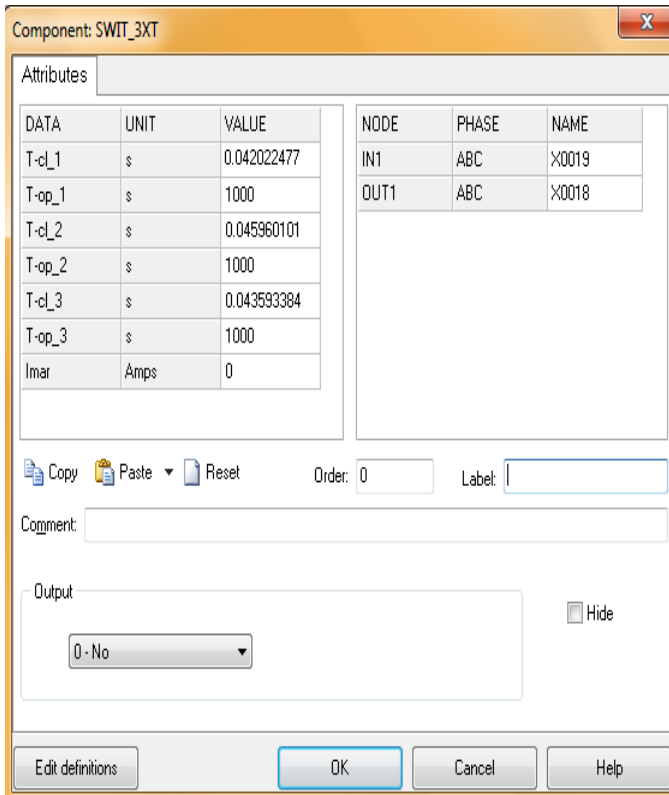 Component: SWIT_3XT
X
Attributes
DATA UNIT VALUE
T-cl_1 s 0.042022477
T-op_1 s 1000
T-cl_2 s 0.045960101
T-op_2 s 1000
T-cl_3 s 0.043593384
T-op_3 s 1000
Imar Amps 0
NODE PHASE NAME
IN1 ABC X0019
OUT1 ABC X0018
Copy Paste Reset Order: 0 Label:
Comment:
Output
0 - No
Hide
Edit definitions OK Cancel Help